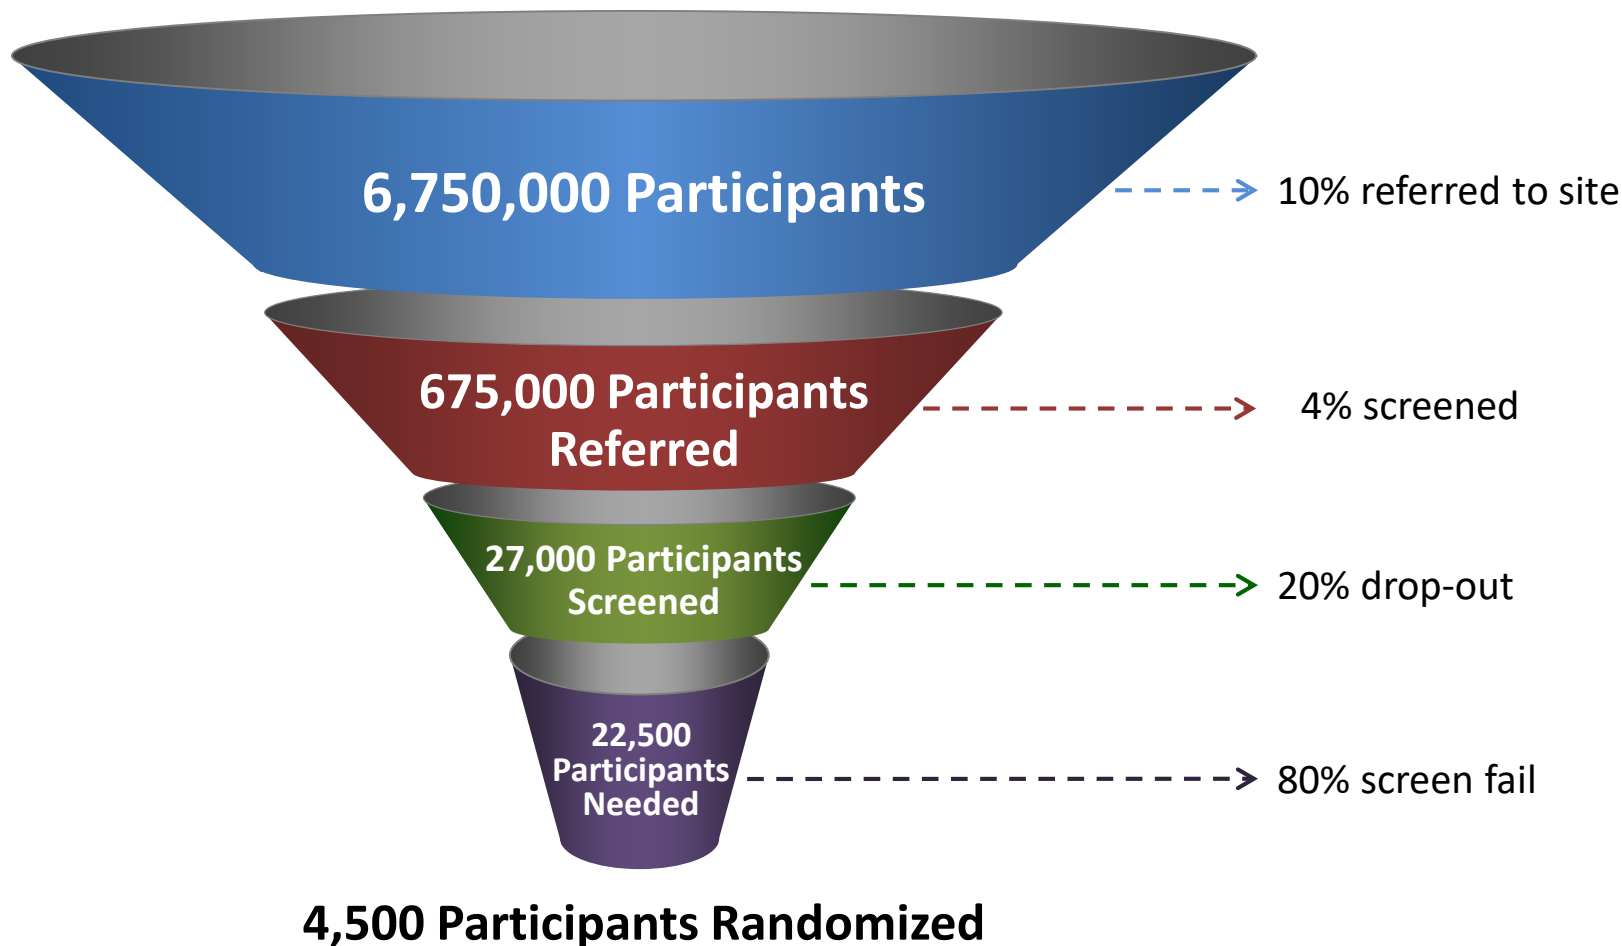 6,750,000 Participants
10% referred to site
675,000 Participants
Referred
4% screened
27,000 Participants
Screened
20% drop-out
22,500
Participants
Needed
80% screen fail
4,500 Participants Randomized